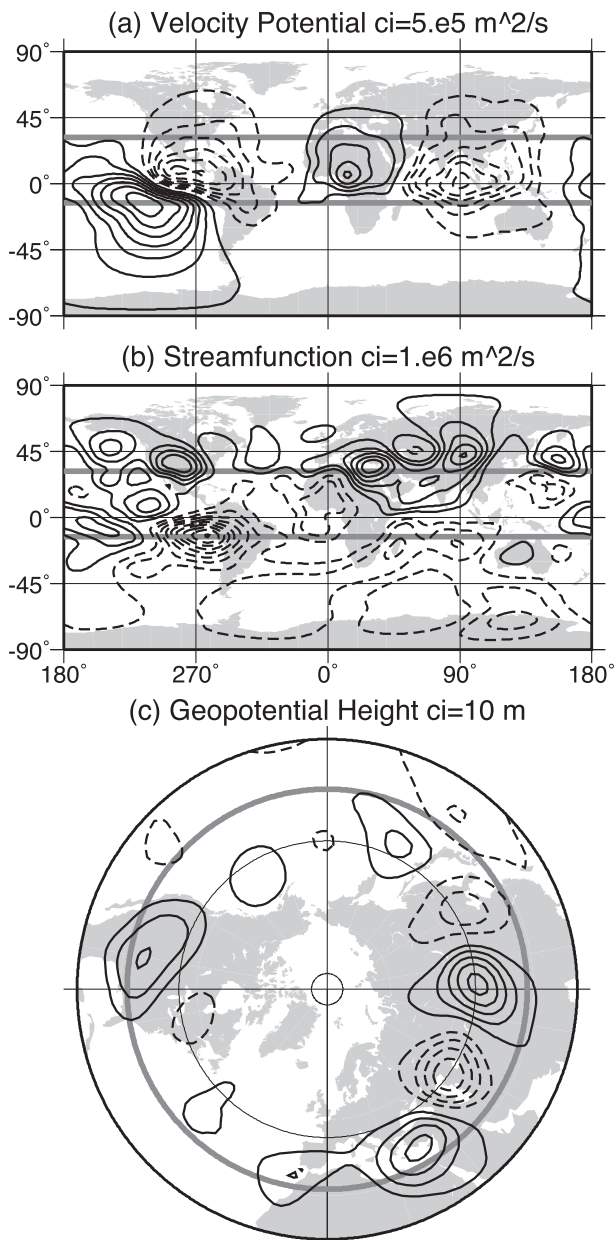 (a) Velocity Potential ci=5.e5 m^2/s
90°
45°
0°
-45°
-90°
(b) Streamfunction ci=1.e6 m^2/s
90°
45°
0°
-45°
-90°
180° 270° 0° 90° 180°
(c) Geopotential Height ci=10 m